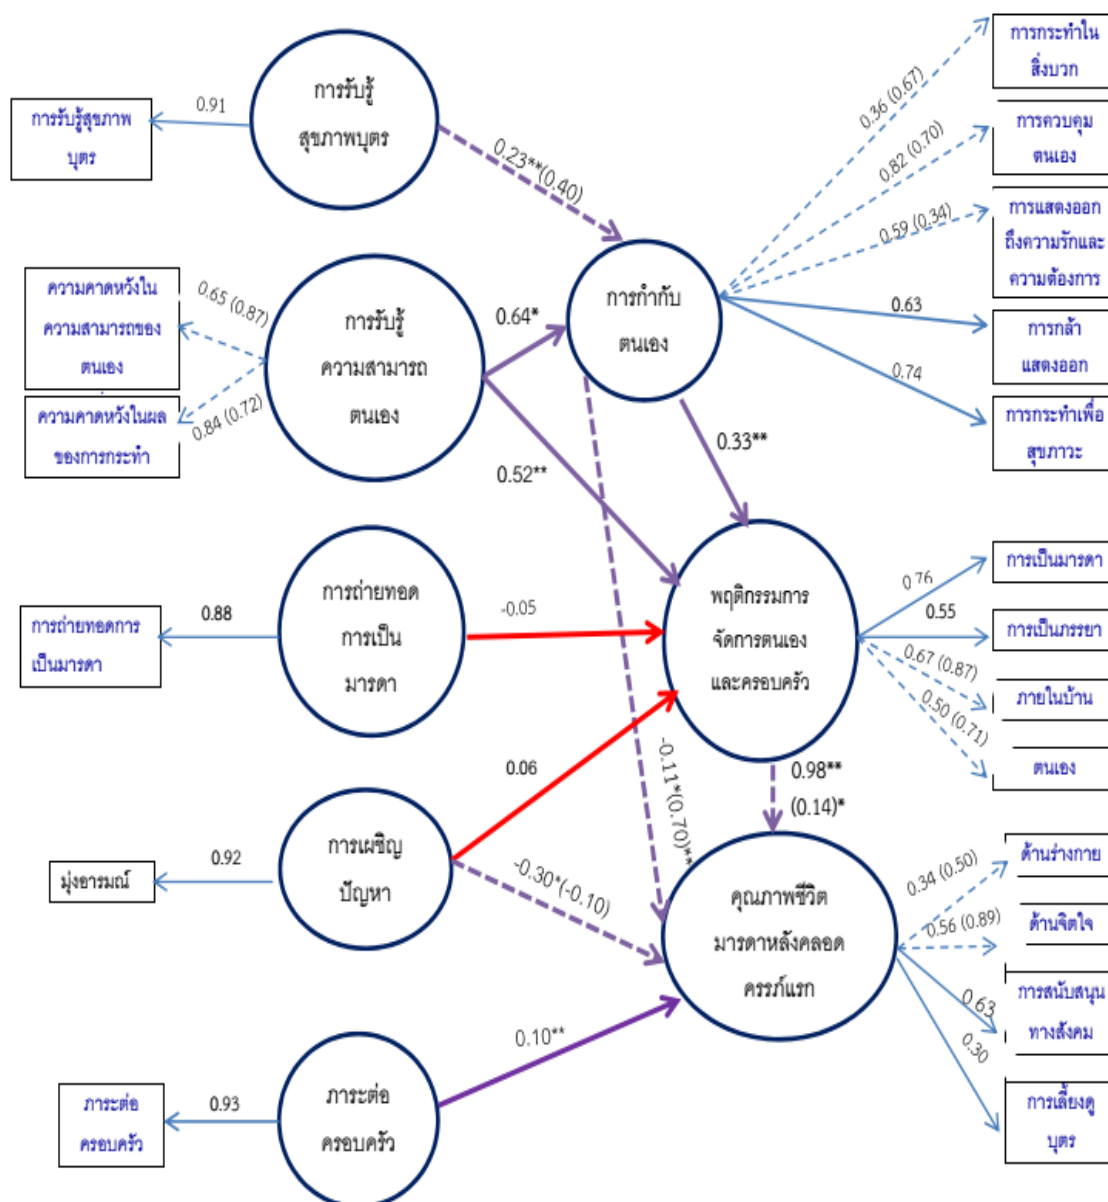 การรับรู้สุขภาพ
บุตร
0.91
การรับรู้
สุขภาพบุตร
0.23**(0.40)
ความคาดหวังใน
ความสามารถของ
ตนเอง
0.65 (0.87)
ความคาดหวังในผล
ของการกระทำ
0.84 (0.72)
การรับรู้
ความสามารถ
ตนเอง
0.64*
0.52**
การกำกับ
ตนเอง
0.36 (0.67)
การกระทำใน
สิ่งบวก
0.82 (0.70)
การควบคุม
ตนเอง
0.59 (0.34)
การแสดงออก
ถึงความรักและ
ความต้องการ
0.63
การกล้า
แสดงออก
0.74
การกระทำเพื่อ
สุขภาวะ
0.33**
การถ่ายทอดการ
เป็นมารดา
0.88
การถ่ายทอด
การเป็น
มารดา
-0.05
พฤติกรรมการ
จัดการตนเอง
และครอบครัว
0.76
การเป็นมารดา
0.55
การเป็นภรรยา
0.67 (0.87)
ภายในบ้าน
0.50 (0.71)
ตนเอง
-0.11*(0.70)**
0.98**
(0.14)*
มุ่งอารมณ์
0.92
การเผชิญ
ปัญหา
0.06
-0.30*(-0.10)
คุณภาพชีวิต
มารดาหลังคลอด
ครรภ์แรก
0.34 (0.50)
ด้านร่างกาย
0.56 (0.89)
ด้านจิตใจ
0.63
การสนับสนุน
ทางสังคม
0.30
การเลี้ยงดู
บุตร
ภาระต่อ
ครอบครัว
0.93
ภาระต่อ
ครอบครัว
0.10**